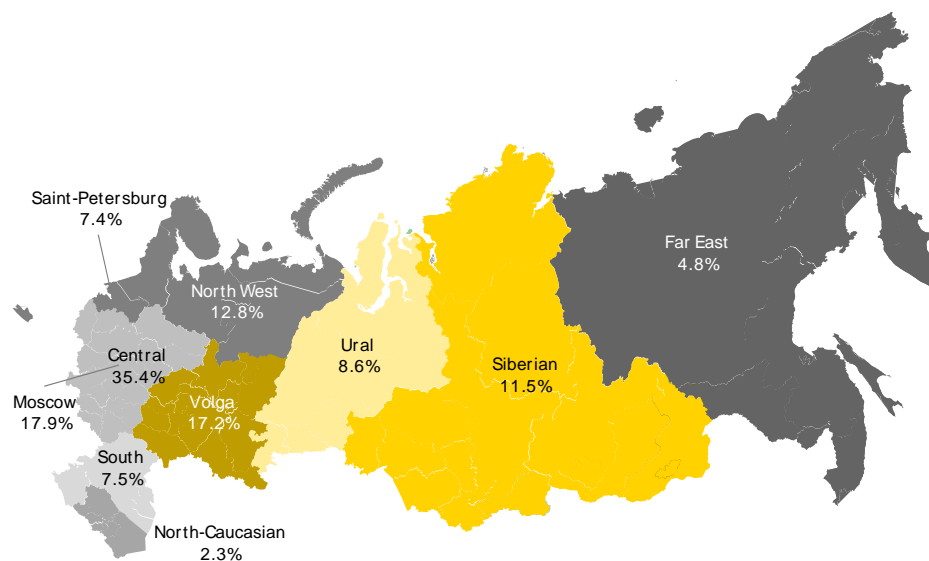 Saint-Petersburg
7.4%
Far East
4.8%
North West
12.8%
Ural
8.6%
Central
35.4%
Siberian
11.5%
Moscow
17.9%
Volga
17.2%
South
7.5%
North-Caucasian
2.3%